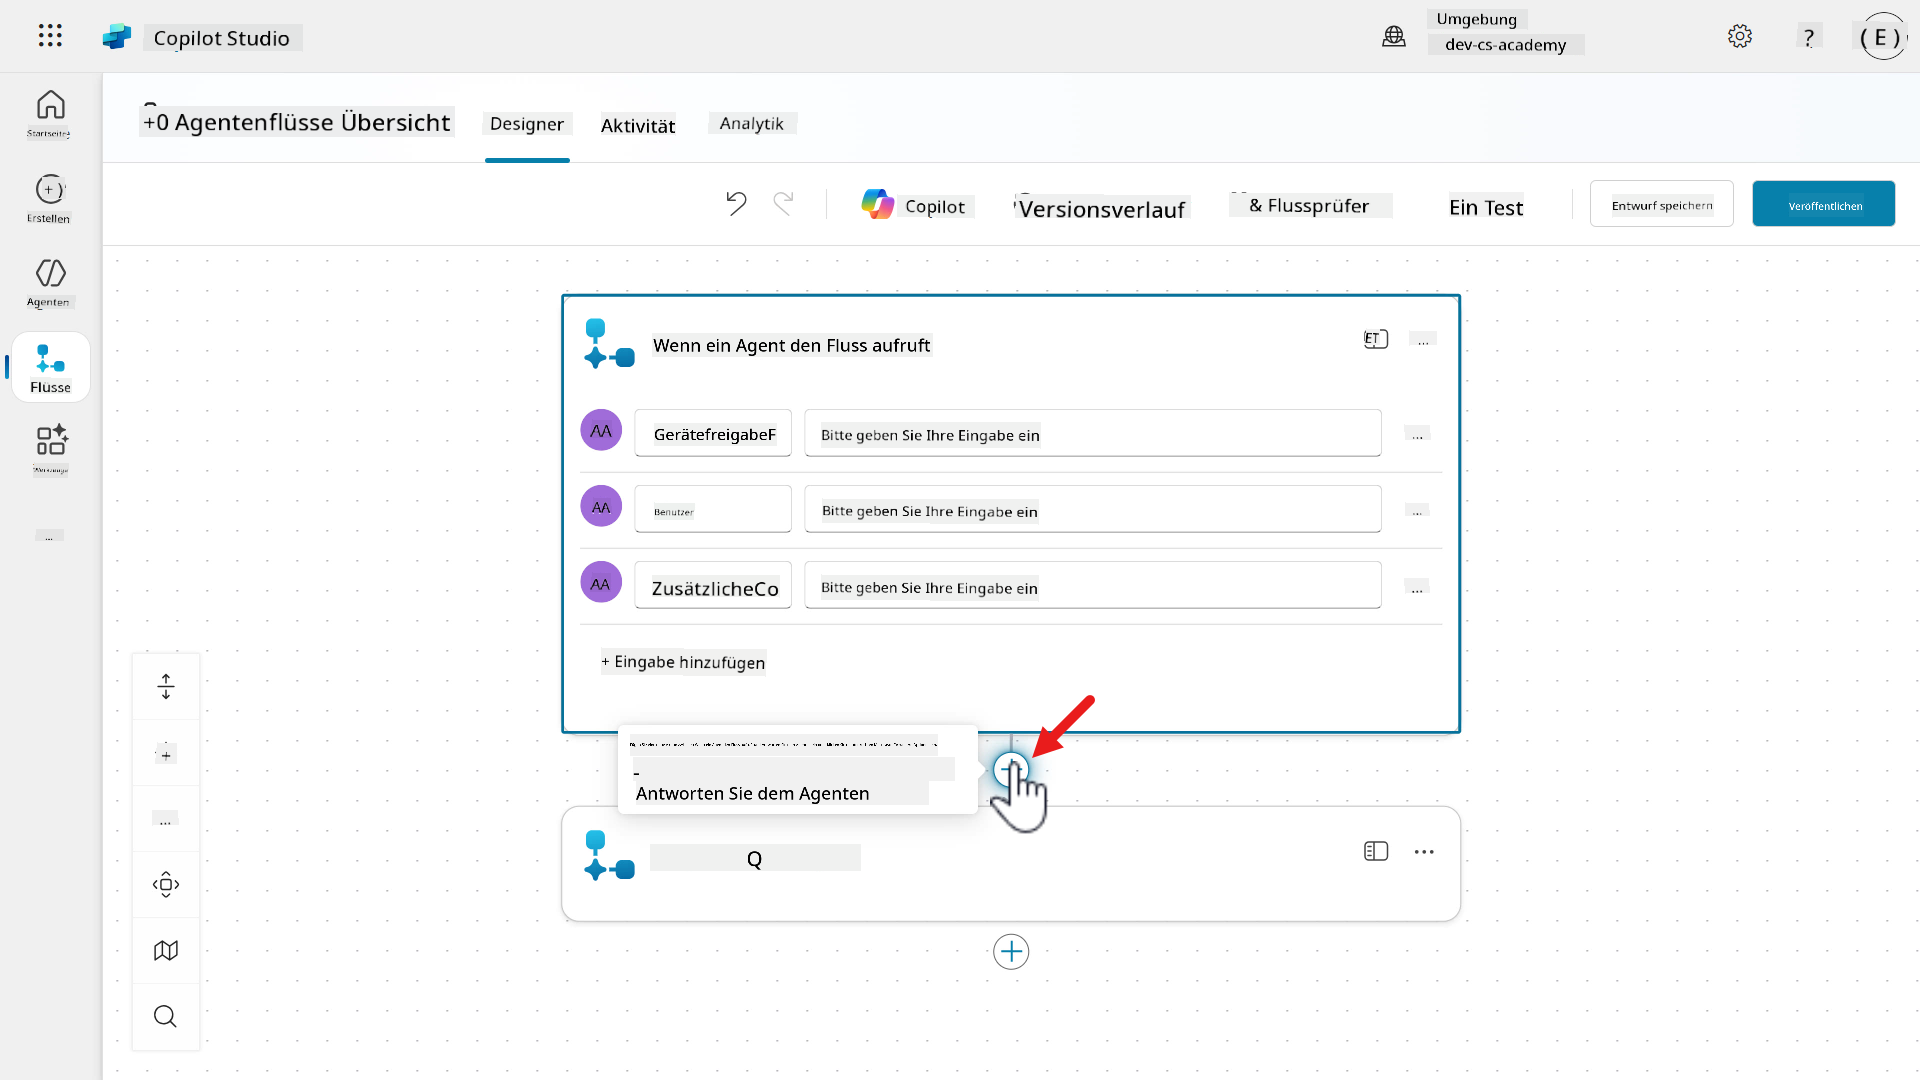 Copilot Studio
Umgebung
dev-cs-academy
?
( E )
Startseite
+0 Agentenflüsse Übersicht
Designer
Aktivität
Analytik
Erstellen
Copilot
Versionsverlauf
& Flussprüfer
Ein Test
Entwurf speichern
Veröffentlichen
Agenten
Flüsse
Wenn ein Agent den Fluss aufruft
ET
...
AA
GerätefreigabeF
Bitte geben Sie Ihre Eingabe ein
...
AA
Benutzer
Bitte geben Sie Ihre Eingabe ein
...
AA
ZusätzlicheCo
Bitte geben Sie Ihre Eingabe ein
...
+ Eingabe hinzufügen
Antworten Sie dem Agenten
Q